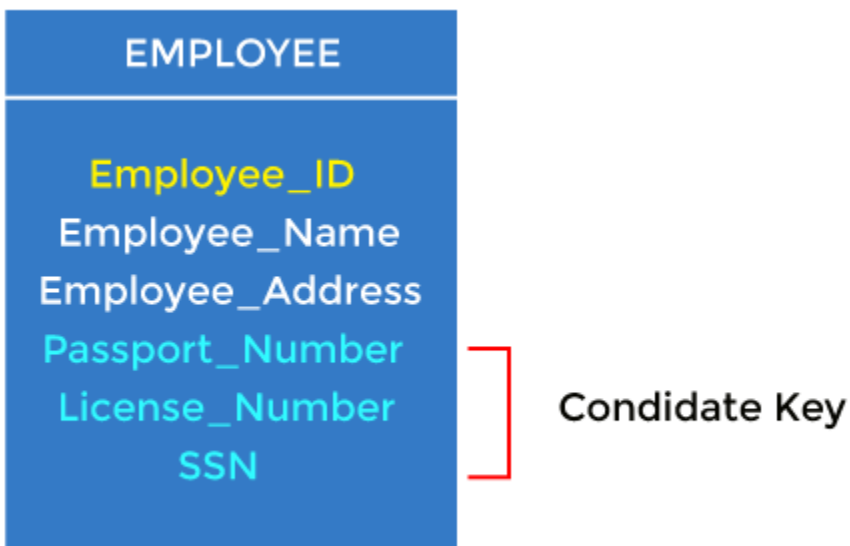 EMPLOYEE
Employee_ID
Employee_Name
Employee_Address
Passport_Number
License_Number
SSN
Condidate Key